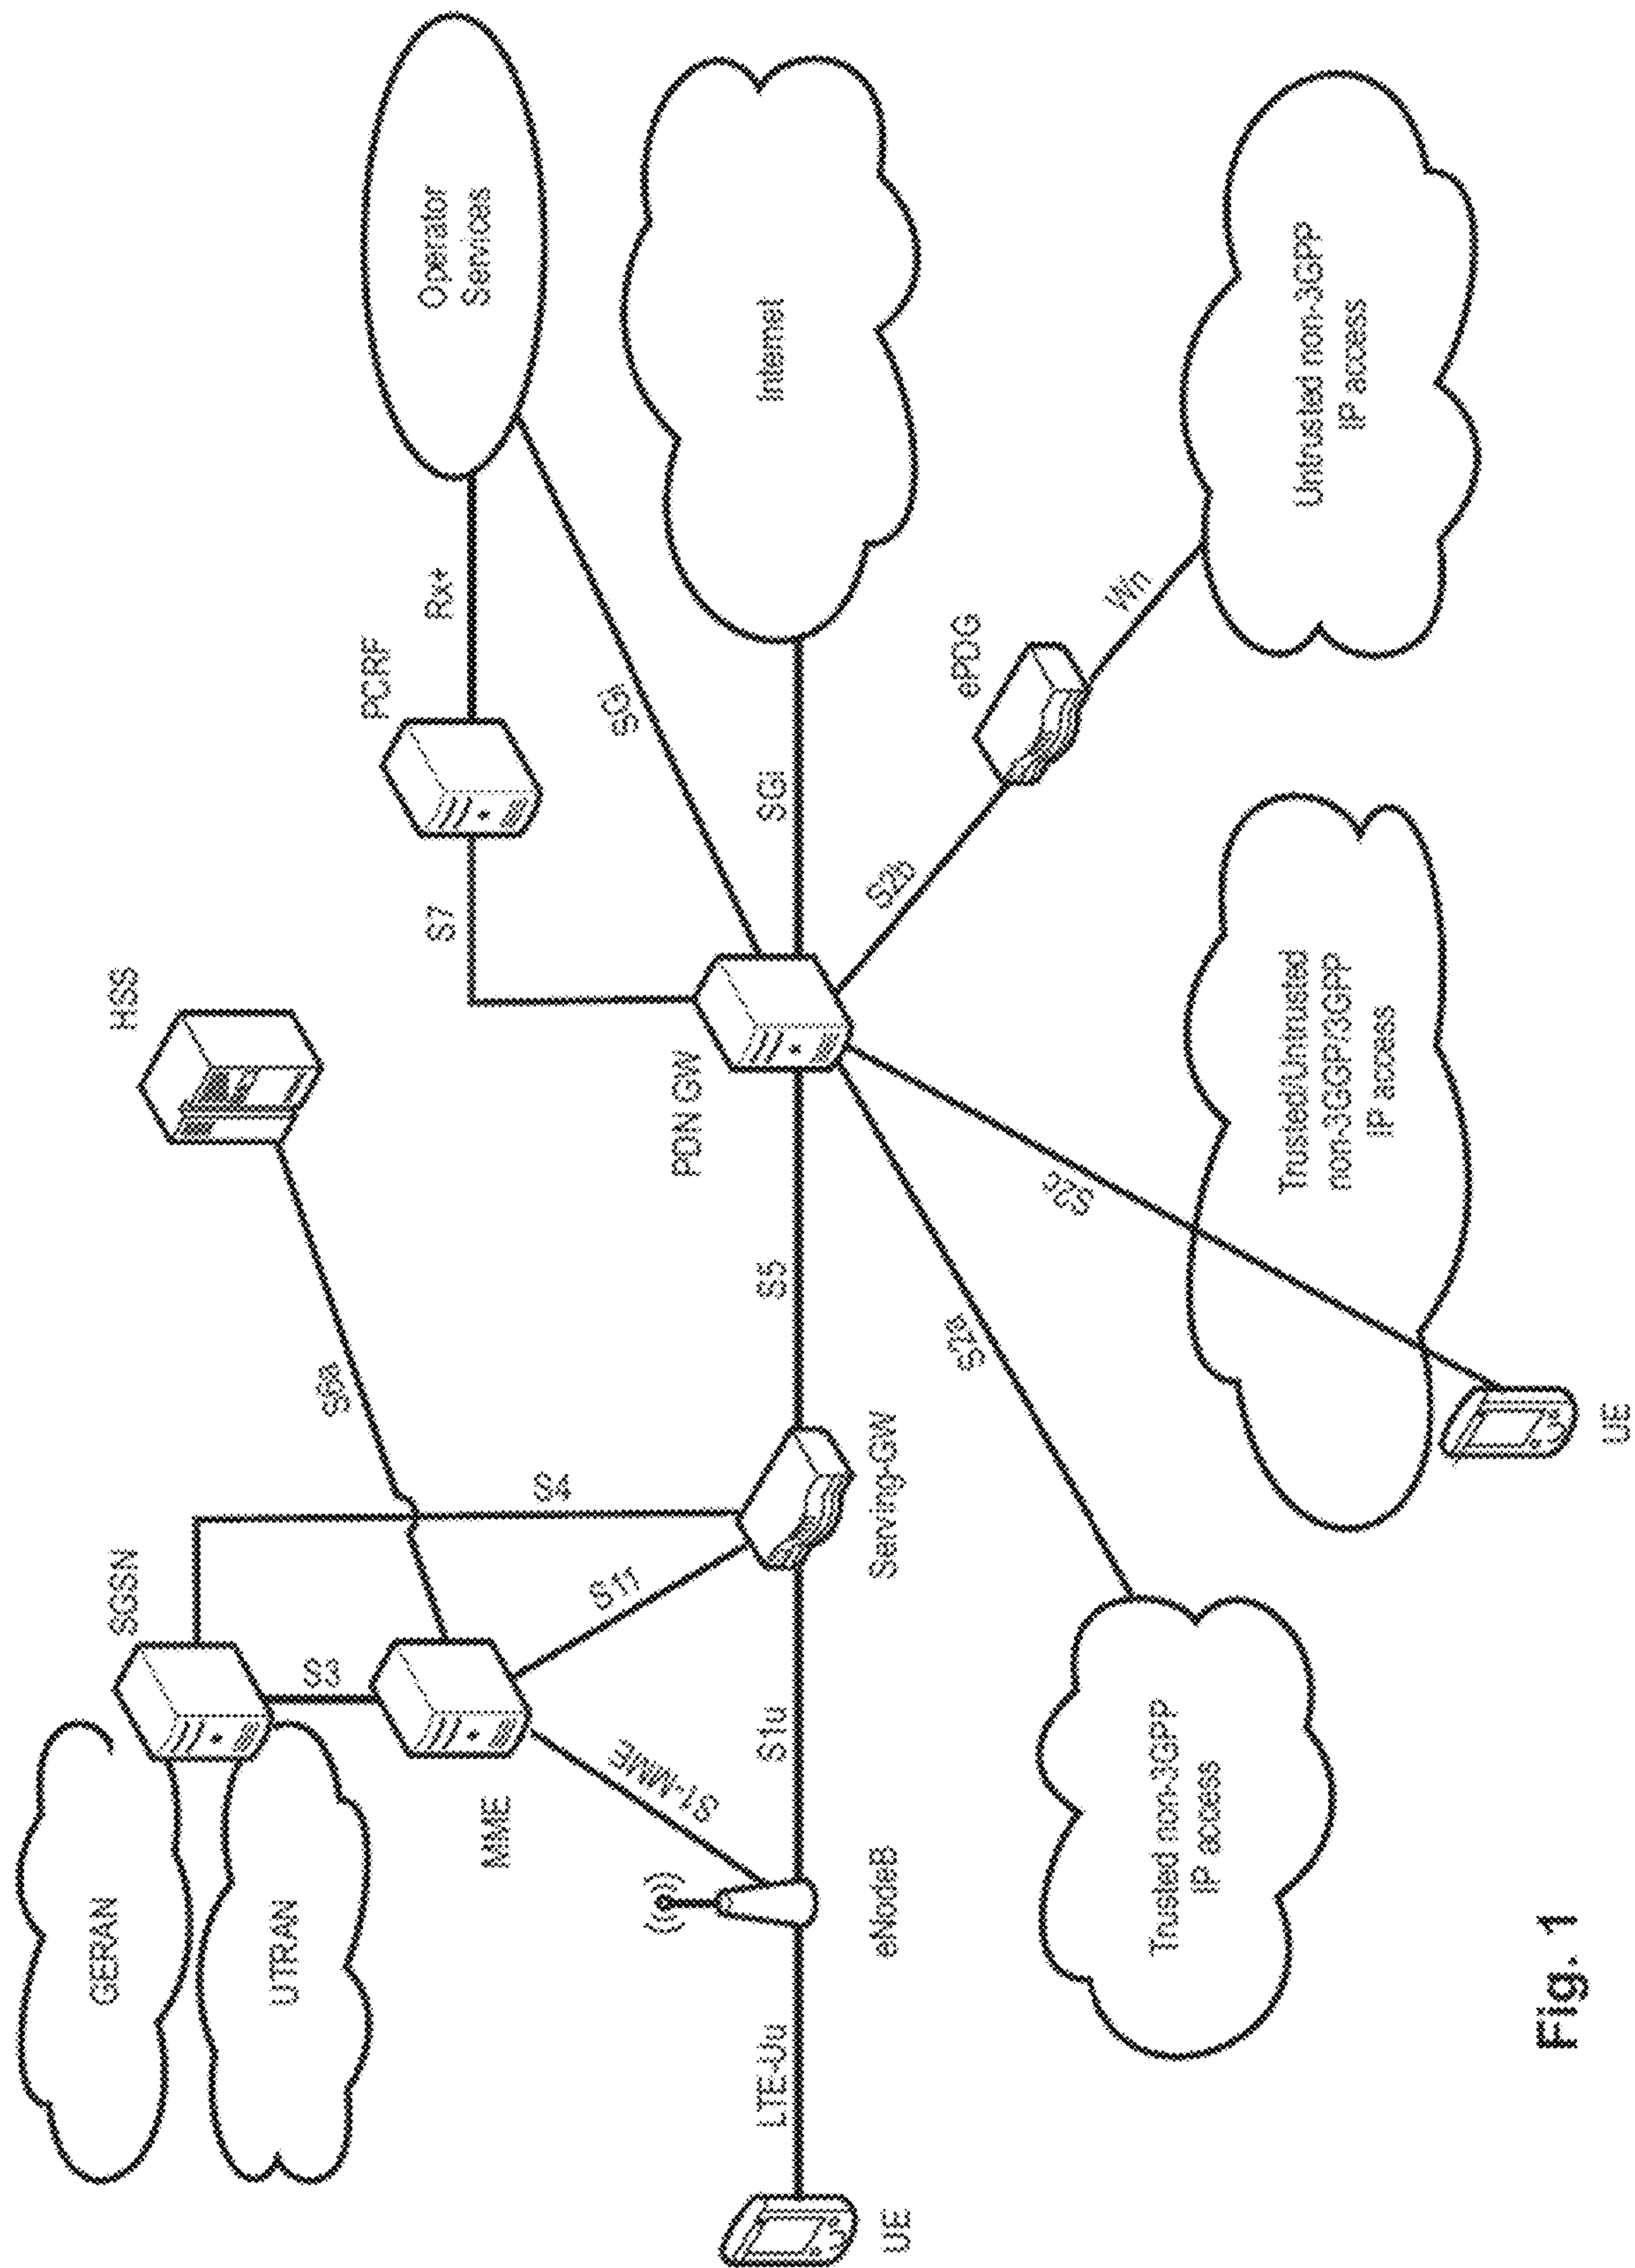 GERAN
UTRAN
SGSN
HSS
S3
S4
S6a
MME
S11
S1-MME
PCRF
S7
Rx+
Operator
Services
SGi
UE
LTE-Uu
eNodeB
S1u
Serving-GW
S5
PDN GW
SGi
Internet
S2a
S2c
S2b
ePDG
Wn
Trusted non-3GPP
IP access
Trusted/Untrusted
non-3GGP/3GPP
IP access
Untrusted non-3GPP
IP access
UE
Fig. 1